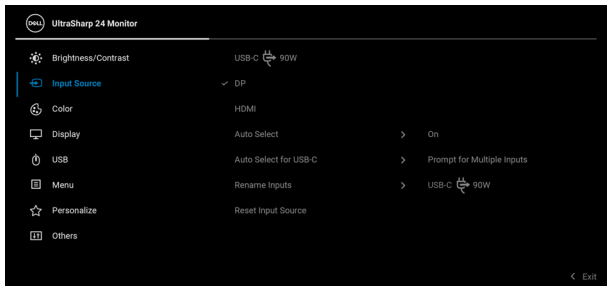 DELL UltraSharp 24 Monitor
Brightness/Contrast USB-C 90W
Input Source DP
Color HDMI
Display Auto Select On
USB Auto Select for USB-C Prompt for Multiple Inputs
Menu Rename Inputs USB-C 90W
Personalize Reset Input Source
Others
Exit